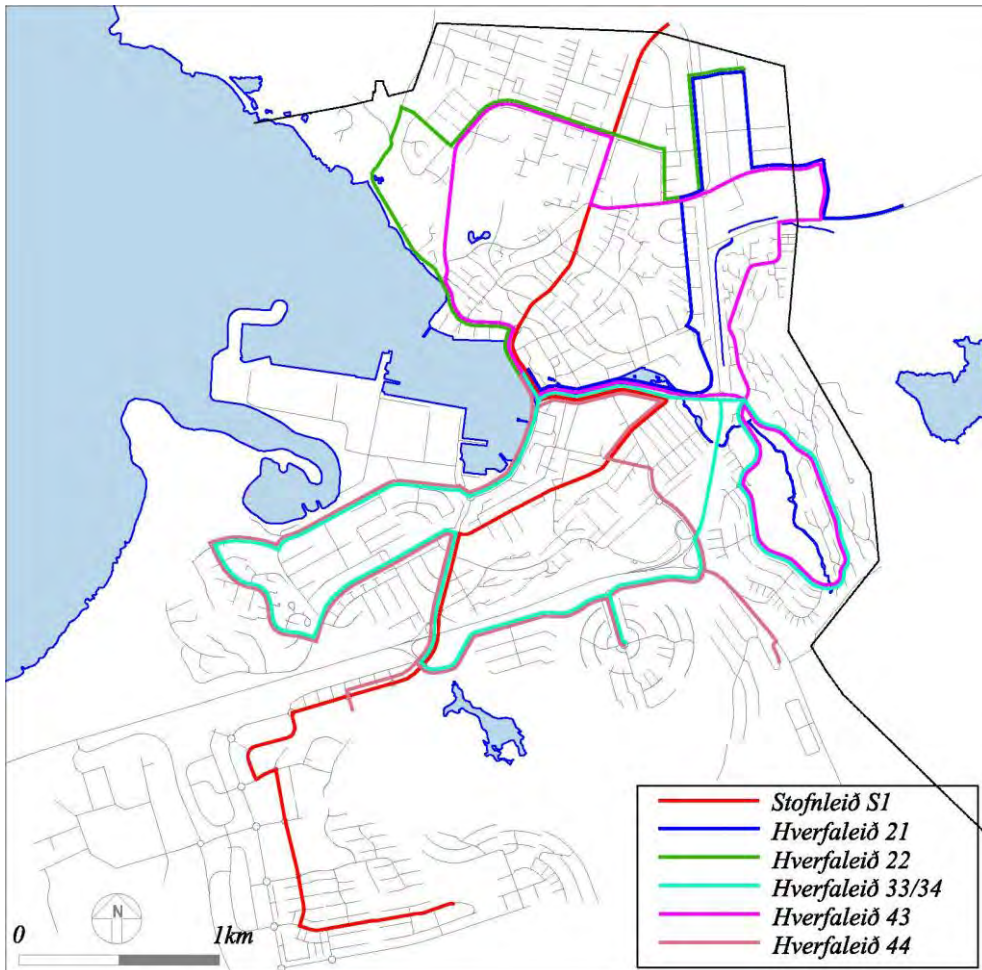 Stofnleið S1
Hverfaleið 21
Hverfaleið 22
Hverfaleið 33/34
Hverfaleið 43
Hverfaleið 44
N
0 1km